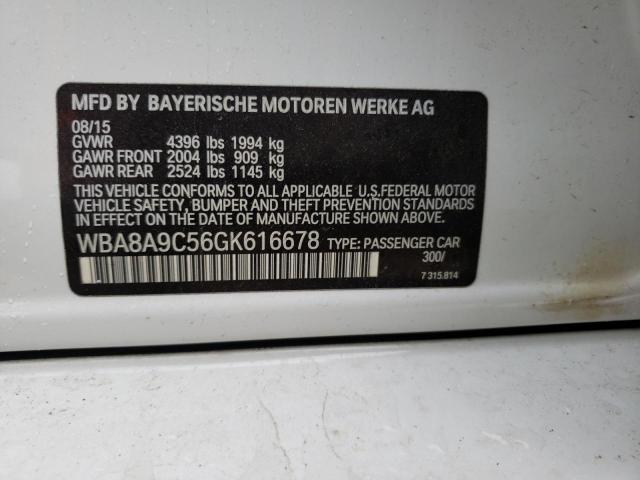 MFD BY BAYERISCHE MOTOREN WERKE AG
08/15
GVWR 4396 lbs 1994 kg
GAWR FRONT 2004 lbs 909 kg
GAWR REAR 2524 lbs 1145 kg
THIS VEHICLE CONFORMS TO ALL APPLICABLE U.S.FEDERAL MOTOR
VEHICLE SAFETY, BUMPER AND THEFT PREVENTION STANDARDS
IN EFFECT ON THE DATE OF MANUFACTURE SHOWN ABOVE.
WBA8A9C56GK616678 TYPE: PASSENGER CAR
300/
7 315.814